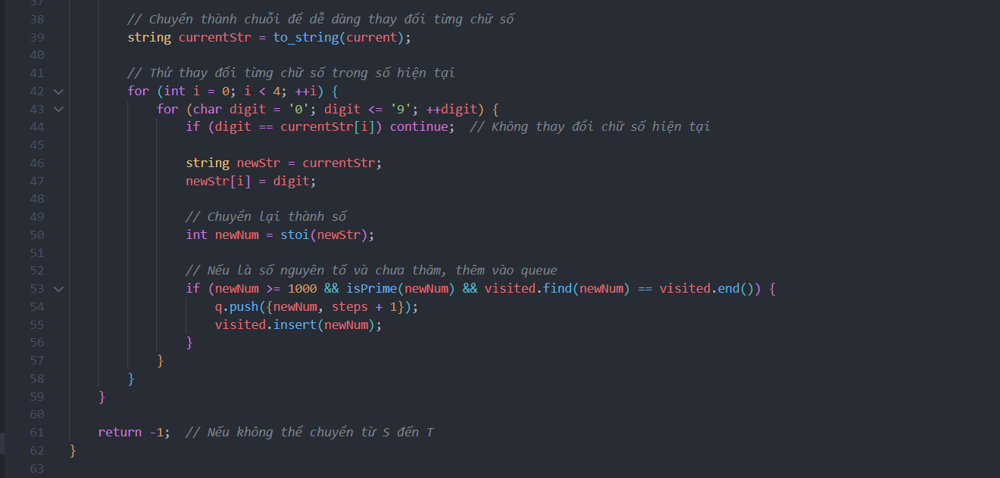 37
38 // Chuyển thành chuỗi để dễ dàng thay đổi từng chữ số
39 string currentStr = to_string(current);
40
41 // Thử thay đổi từng chữ số trong số hiện tại
42 for (int i = 0; i < 4; ++i) {
43 for (char digit = '0'; digit <= '9'; ++digit) {
44 if (digit == currentStr[i]) continue;  // Không thay đổi chữ số hiện tại
45
46 string newStr = currentStr;
47 newStr[i] = digit;
48
49 // Chuyển lại thành số
50 int newNum = stoi(newStr);
51
52 // Nếu là số nguyên tố và chưa thăm, thêm vào queue
53 if (newNum >= 1000 && isPrime(newNum) && visited.find(newNum) == visited.end()) {
54 q.push({newNum, steps + 1});
55 visited.insert(newNum);
56 }
57 }
58 }
59 }
60
61 return -1;  // Nếu không thể chuyển từ S đến T
62 }
63